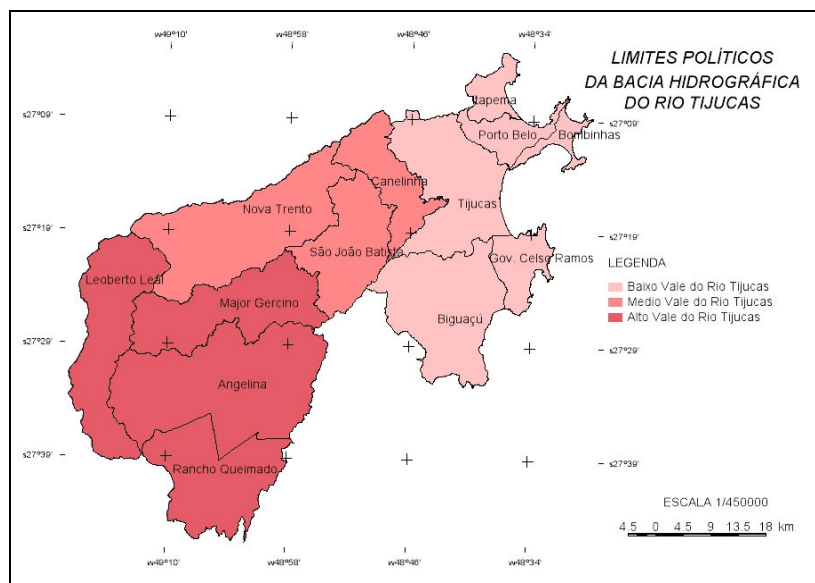 w49°10' w48°58' w48°46' w48°34'
LIMITES POLÍTICOS
DA BACIA HIDROGRÁFICA
DO RIO TIJUCAS
Itapema
s27°09' s27°09'
Porto Belo Bombinhas
Canelinha
Nova Trento Tijucas
s27°19' s27°19'
São João Batista Gov. Celso Ramos
Leoberto Leal
LEGENDA
Baixo Vale do Rio Tijucas
Major Gercino Medio Vale do Rio Tijucas
Biguaçú Alto Vale do Rio Tijucas
s27°29' s27°29'
Angelina
s27°39' s27°39'
Rancho Queimado
ESCALA 1/450000
4.5 0 4.5 9 13.5 18 km
w49°10' w48°58' w48°46' w48°34'